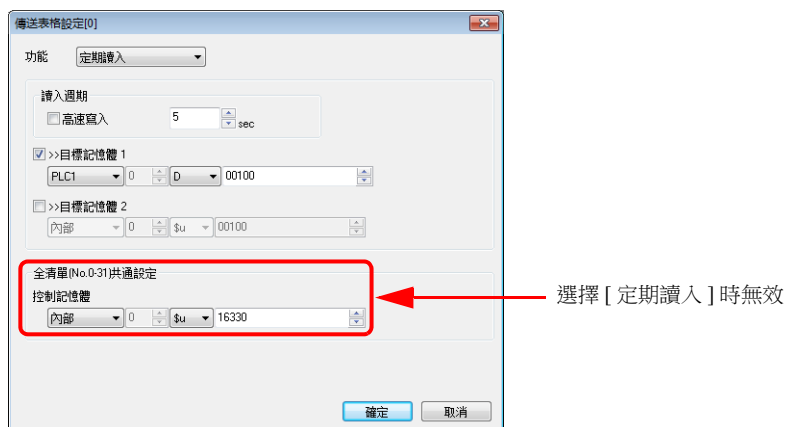 傳送表格設定[0]
功能 定期讀入
讀入週期
高速寫入 5 sec
>>目標記憶體 1
PLC1 0 D 00100
>>目標記憶體 2
內部 0 $u 00100
全清單(No.0-31)共通設定
控制記憶體
內部 0 $u 16330
選擇 [ 定期讀入 ] 時無效
確定 取消